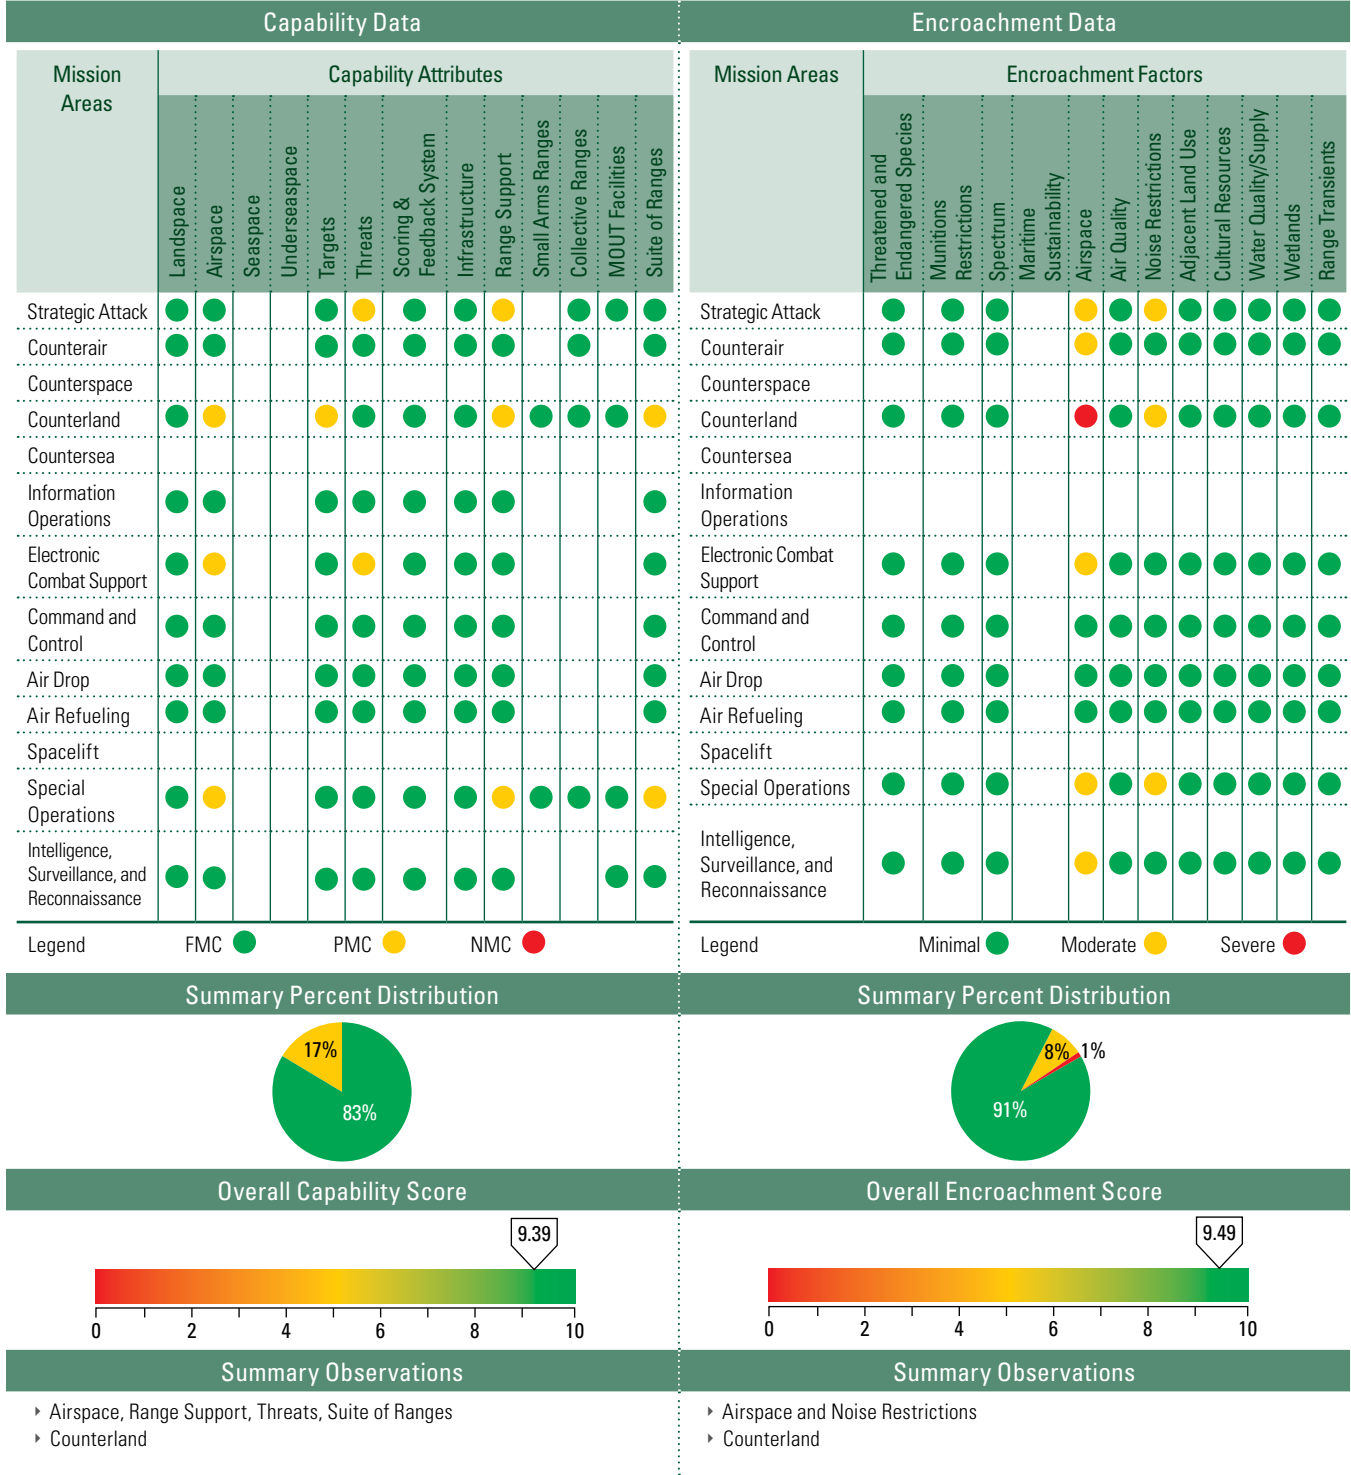 Capability Data
Mission
Areas
Capability Attributes
Landspace
Airspace
Seaspace
Underseaspace
Targets
Threats
Scoring &
Feedback System
Infrastructure
Range Support
Small Arms Ranges
Collective Ranges
MOUT Facilities
Suite of Ranges
Strategic Attack
Counterair
Counterspace
Counterland
Countersea
Information
Operations
Electronic
Combat Support
Command and
Control
Air Drop
Air Refueling
Spacelift
Special
Operations
Intelligence,
Surveillance, and
Reconnaissance
Legend
FMC
PMC
NMC
Summary Percent Distribution
17%
83%
Overall Capability Score
9.39
0 2 4 6 8 10
Summary Observations
‣ Airspace, Range Support, Threats, Suite of Ranges
‣ Counterland
Encroachment Data
Mission Areas
Encroachment Factors
Threatened and
Endangered Species
Munitions
Restrictions
Spectrum
Maritime
Sustainability
Airspace
Air Quality
Noise Restrictions
Adjacent Land Use
Cultural Resources
Water Quality/Supply
Wetlands
Range Transients
Strategic Attack
Counterair
Counterspace
Counterland
Countersea
Information
Operations
Electronic Combat
Support
Command and
Control
Air Drop
Air Refueling
Spacelift
Special Operations
Intelligence,
Surveillance, and
Reconnaissance
Legend
Minimal
Moderate
Severe
Summary Percent Distribution
8%
1%
91%
Overall Encroachment Score
9.49
0 2 4 6 8 10
Summary Observations
‣ Airspace and Noise Restrictions
‣ Counterland